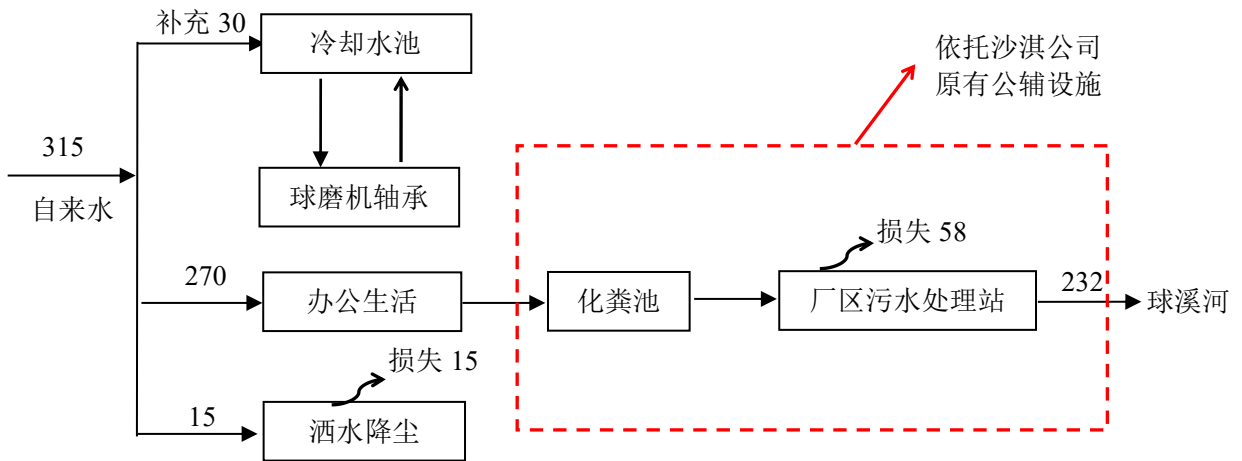 补充 30
冷却水池
依托沙淇公司
原有公辅设施
315
自来水
球磨机轴承
损失 58
270
办公生活
化粪池
厂区污水处理站
232
球溪河
损失 15
15
洒水降尘